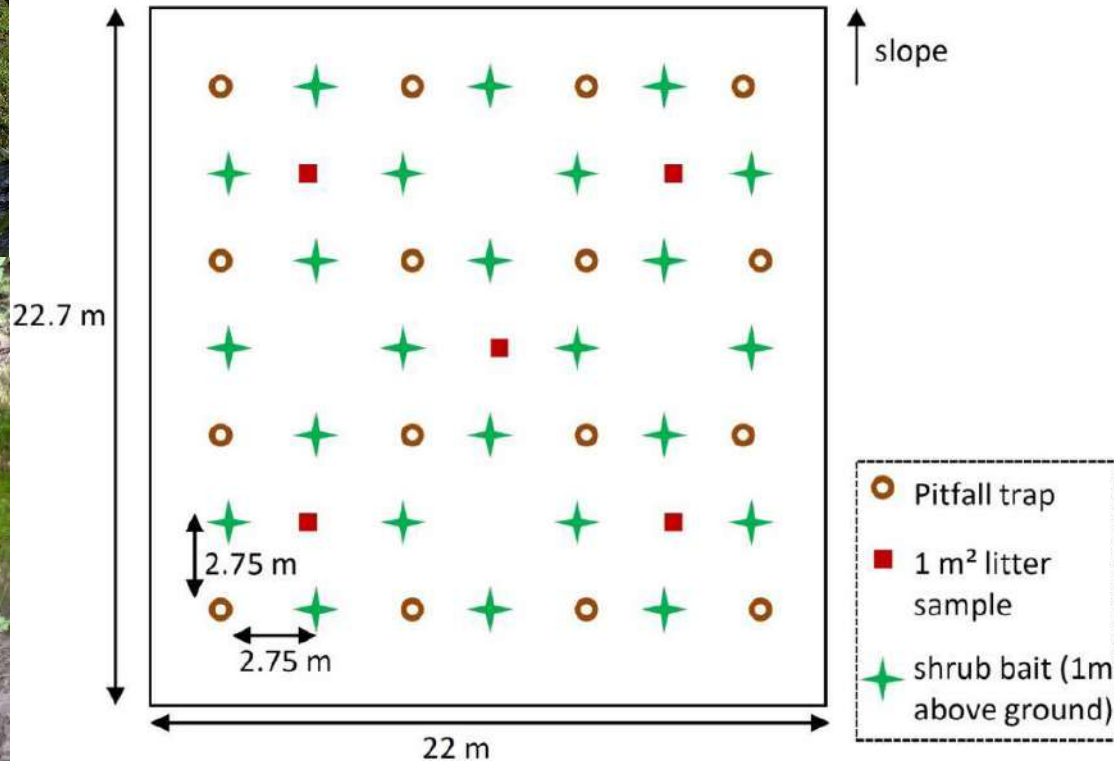 slope
22.7 m
2.75 m
2.75 m
22 m
Pitfall trap
1 m² litter
sample
shrub bait (1m
above ground)